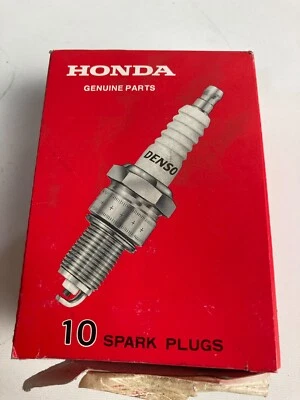 HONDA
GENUINE PARTS
DENSO
10 SPARK PLUGS